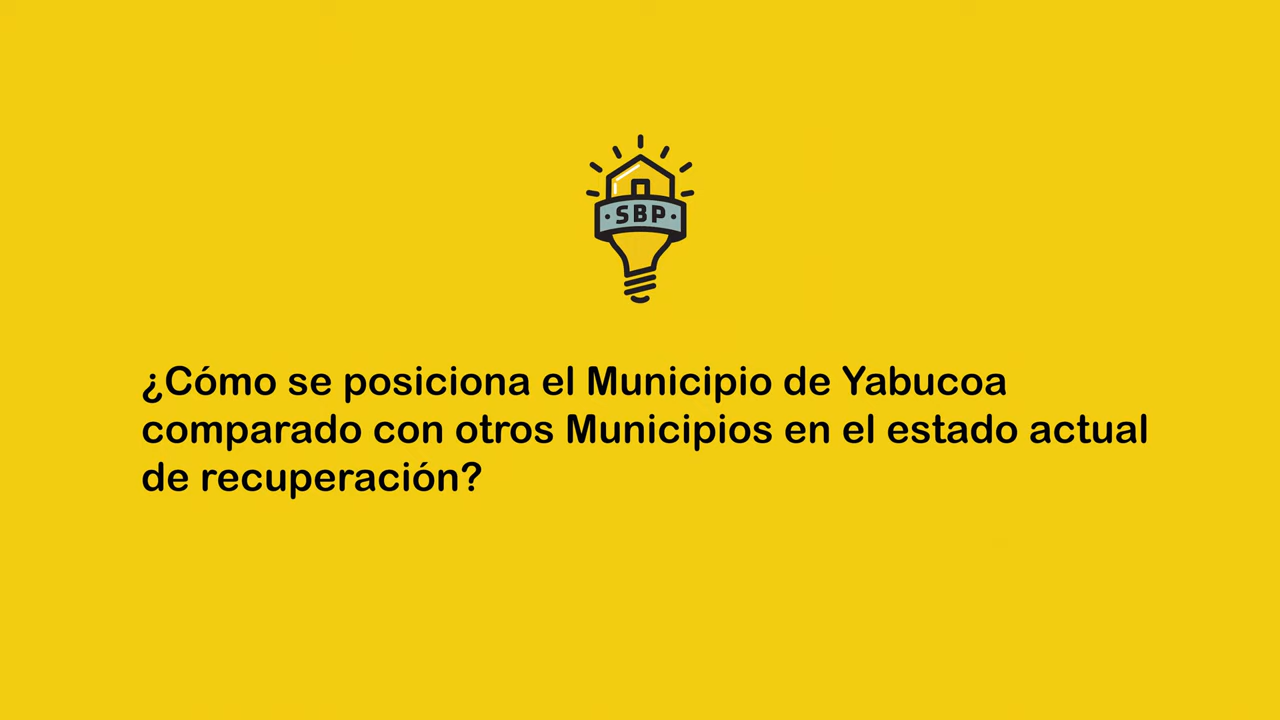 · SBP ·
¿Cómo se posiciona el Municipio de Yabucoa
comparado con otros Municipios en el estado actual
de recuperación?